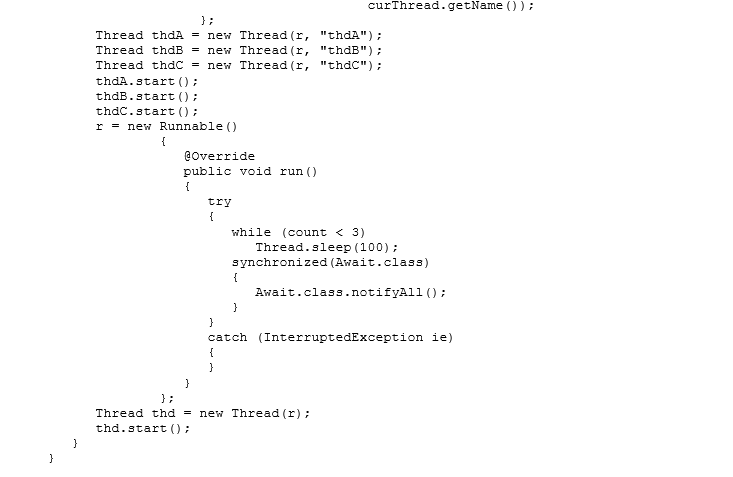 curThread.getName());
};
Thread thdA = new Thread(r, "thdA");
Thread thdB = new Thread(r, "thdB");
Thread thdC = new Thread(r, "thdC");
thdA.start();
thdB.start();
thdC.start();
r = new Runnable()
{
@Override
public void run()
{
try
{
while (count < 3)
Thread.sleep(100);
synchronized(Await.class)
{
Await.class.notifyAll();
}
}
catch (InterruptedException ie)
{
}
}
};
Thread thd = new Thread(r);
thd.start();
}
}